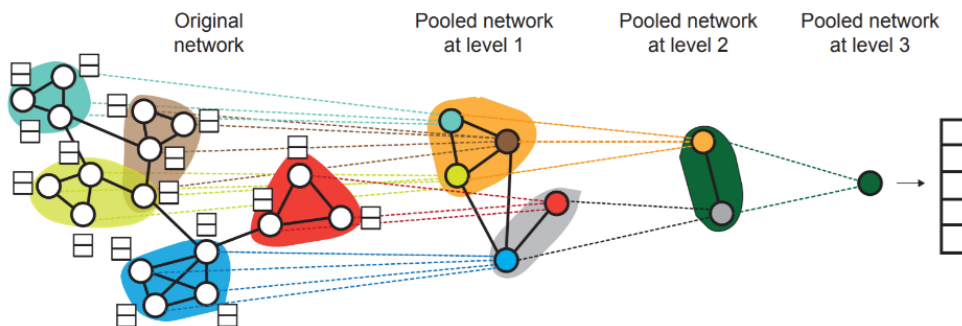 Original
network
Pooled network
at level 1
Pooled network
at level 2
Pooled network
at level 3